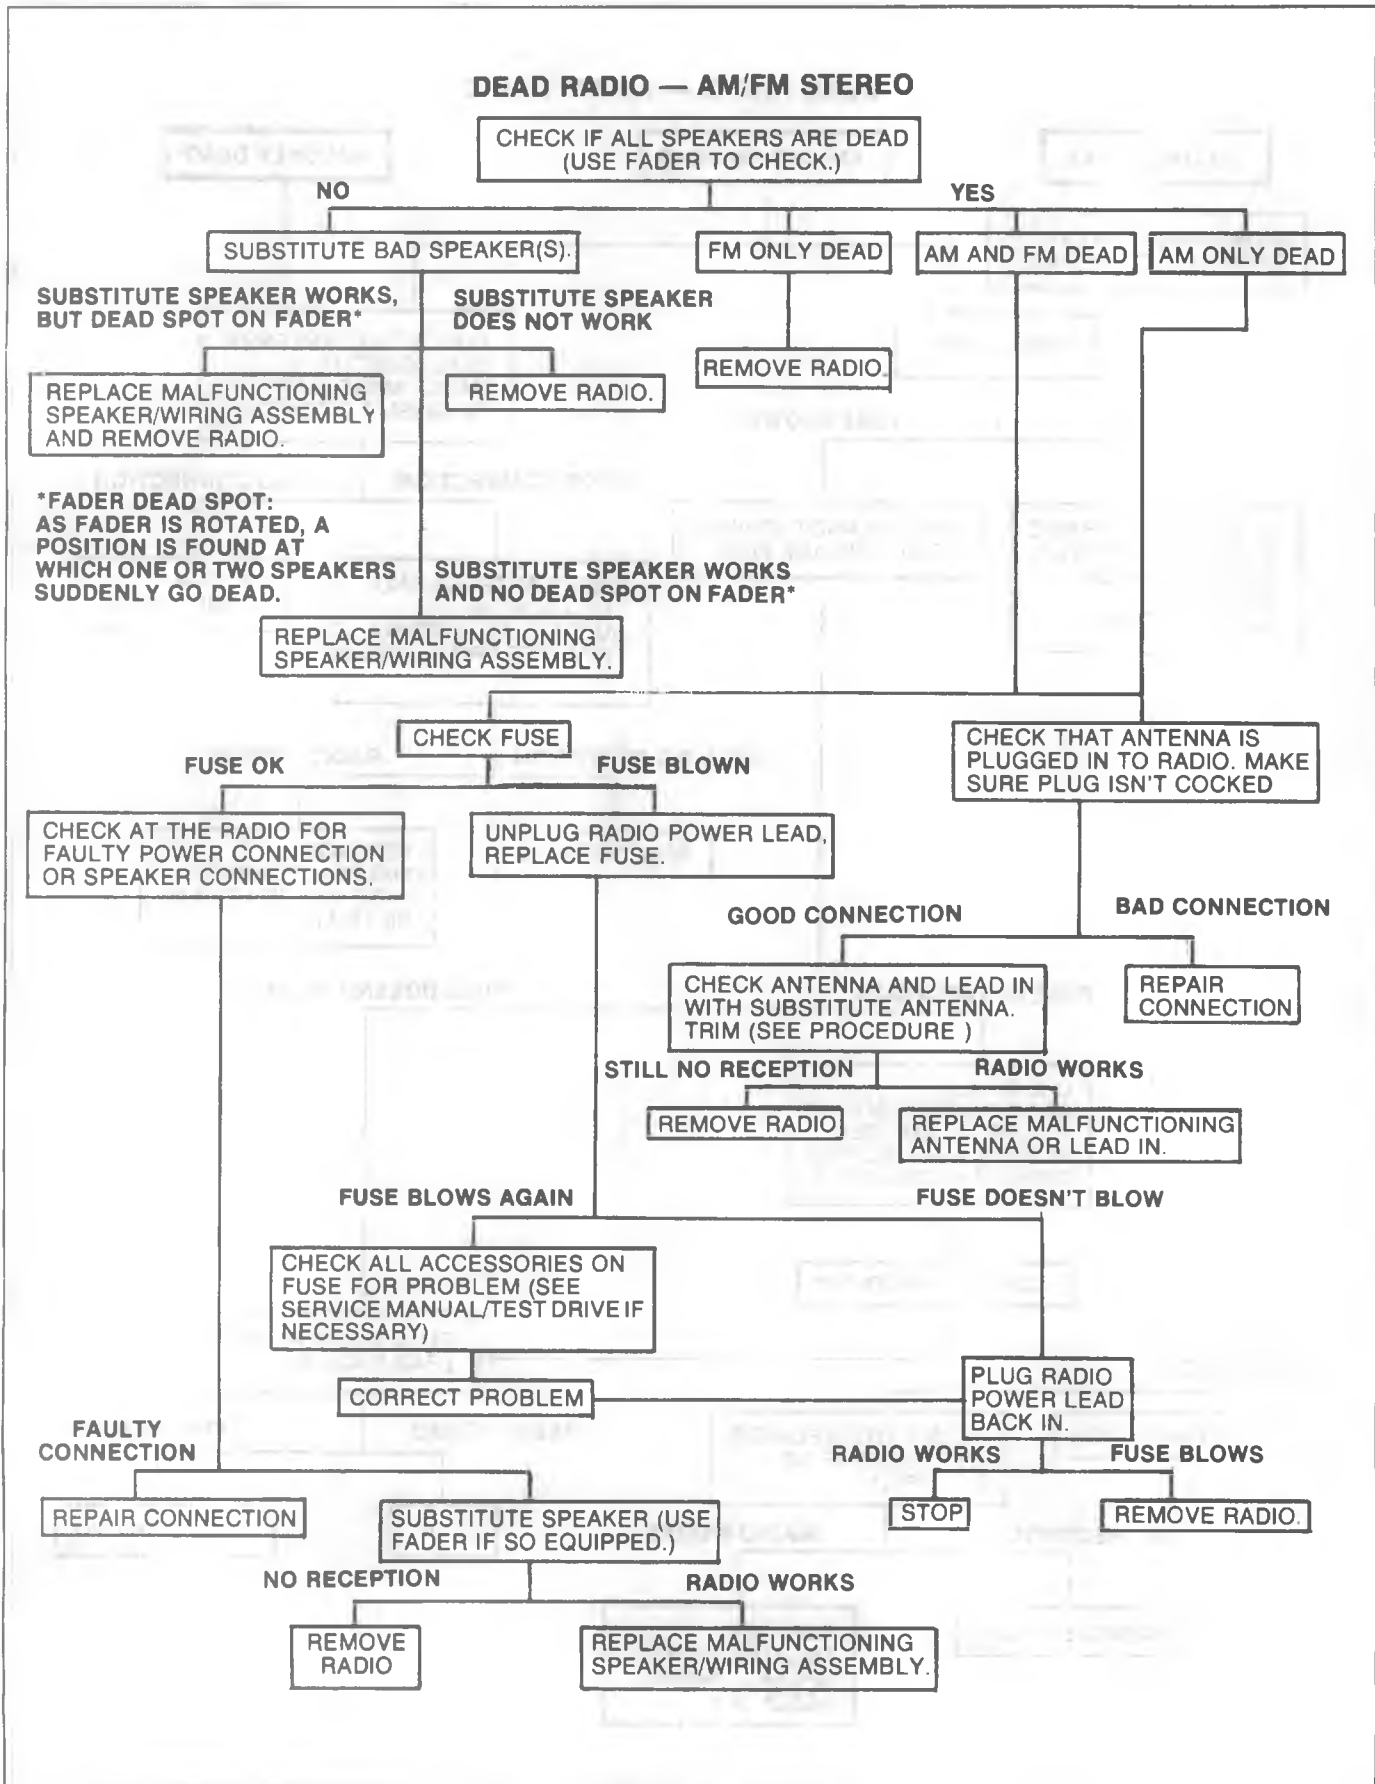 DEAD RADIO — AM/FM STEREO
CHECK IF ALL SPEAKERS ARE DEAD
(USE FADER TO CHECK.)
NO
YES
SUBSTITUTE BAD SPEAKER(S).
FM ONLY DEAD
AM AND FM DEAD
AM ONLY DEAD
SUBSTITUTE SPEAKER WORKS,
BUT DEAD SPOT ON FADER*
SUBSTITUTE SPEAKER
DOES NOT WORK
REPLACE MALFUNCTIONING
SPEAKER/WIRING ASSEMBLY
AND REMOVE RADIO.
REMOVE RADIO.
REMOVE RADIO.
*FADER DEAD SPOT:
AS FADER IS ROTATED, A
POSITION IS FOUND AT
WHICH ONE OR TWO SPEAKERS
SUDDENLY GO DEAD.
SUBSTITUTE SPEAKER WORKS
AND NO DEAD SPOT ON FADER*
REPLACE MALFUNCTIONING
SPEAKER/WIRING ASSEMBLY.
CHECK FUSE
CHECK THAT ANTENNA IS
PLUGGED IN TO RADIO. MAKE
SURE PLUG ISN'T COCKED
FUSE OK
FUSE BLOWN
CHECK AT THE RADIO FOR
FAULTY POWER CONNECTION
OR SPEAKER CONNECTIONS.
UNPLUG RADIO POWER LEAD,
REPLACE FUSE.
GOOD CONNECTION
BAD CONNECTION
CHECK ANTENNA AND LEAD IN
WITH SUBSTITUTE ANTENNA.
TRIM (SEE PROCEDURE )
REPAIR
CONNECTION
STILL NO RECEPTION
RADIO WORKS
REMOVE RADIO
REPLACE MALFUNCTIONING
ANTENNA OR LEAD IN.
FUSE BLOWS AGAIN
FUSE DOESN'T BLOW
CHECK ALL ACCESSORIES ON
FUSE FOR PROBLEM (SEE
SERVICE MANUAL/TEST DRIVE IF
NECESSARY)
CORRECT PROBLEM
PLUG RADIO
POWER LEAD
BACK IN.
FAULTY
CONNECTION
RADIO WORKS
FUSE BLOWS
REPAIR CONNECTION
SUBSTITUTE SPEAKER (USE
FADER IF SO EQUIPPED.)
STOP
REMOVE RADIO.
NO RECEPTION
RADIO WORKS
REMOVE
RADIO
REPLACE MALFUNCTIONING
SPEAKER/WIRING ASSEMBLY.